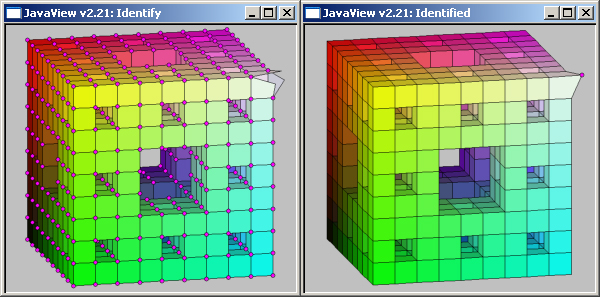 JavaView v2.21: Identify
JavaView v2.21: Identified